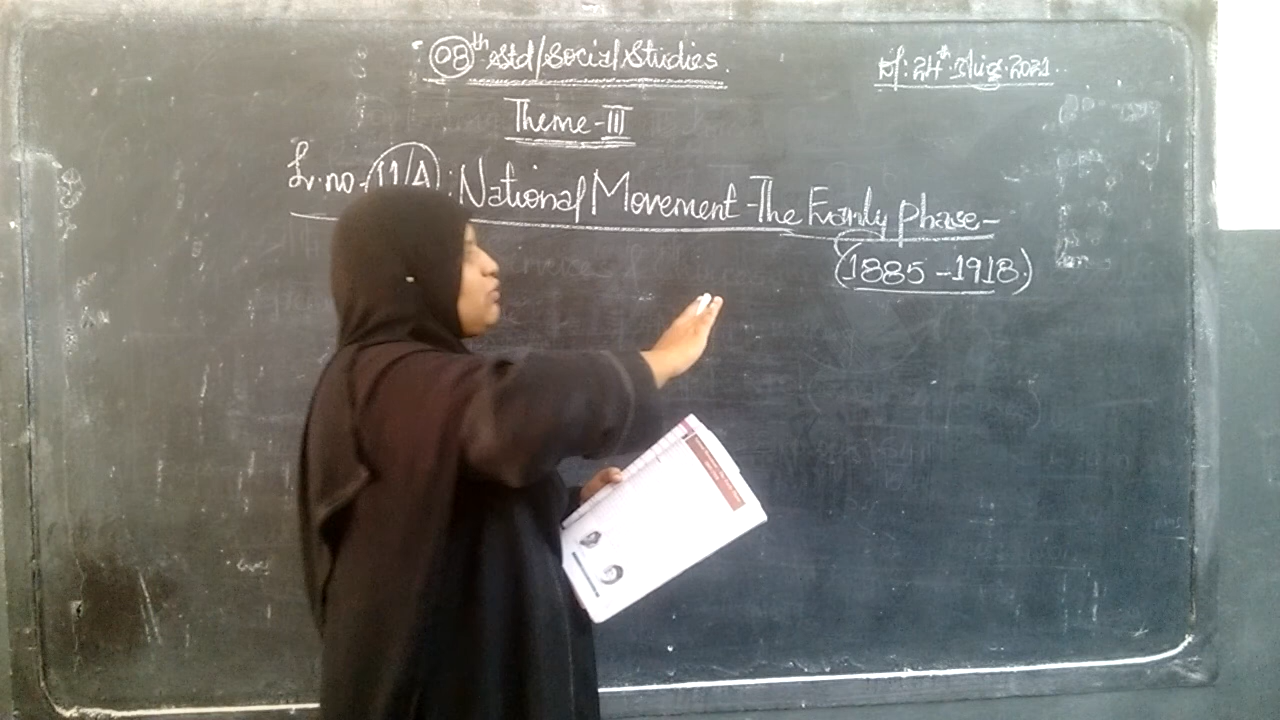 08th Std/Social Studies.
Dt: 24th Aug. 2021..
Theme-III
Lr.no. 11/A : National Movement -The Early phase-
(1885 -1918.)